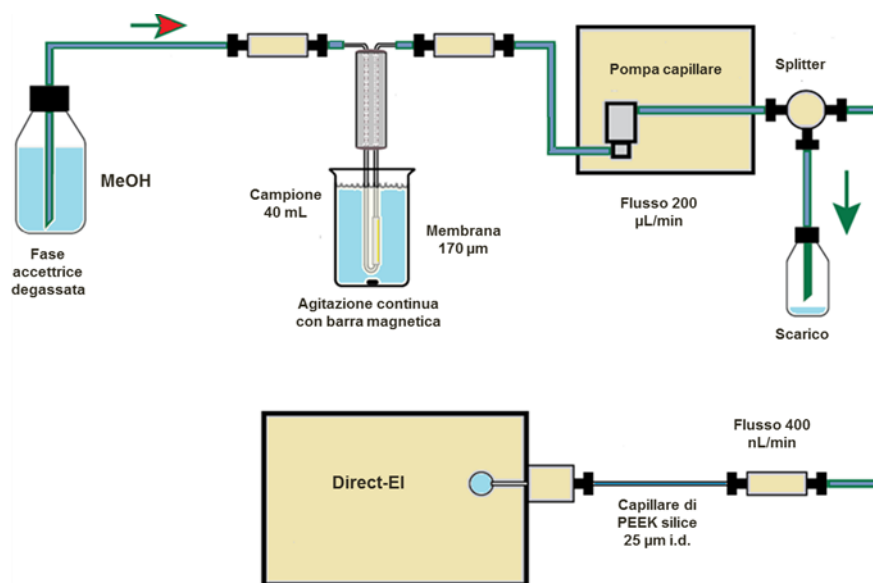 Pompa capillare
Splitter
MeOH
Campione
40 mL
Flusso 200
µL/min
Membrana
170 µm
Fase
accettrice
degassata
Agitazione continua
con barra magnetica
Scarico
Flusso 400
nL/min
Direct-EI
Capillare di
PEEK silice
25 µm i.d.